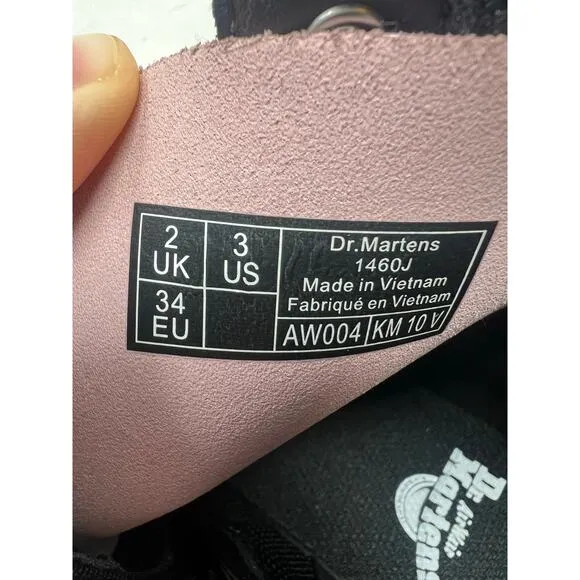 2 UK
3 US
34 EU
Dr.Martens
1460J
Made in Vietnam
Fabriqué en Vietnam
AW004
KM 10 V
Dr. AirWair
Martens